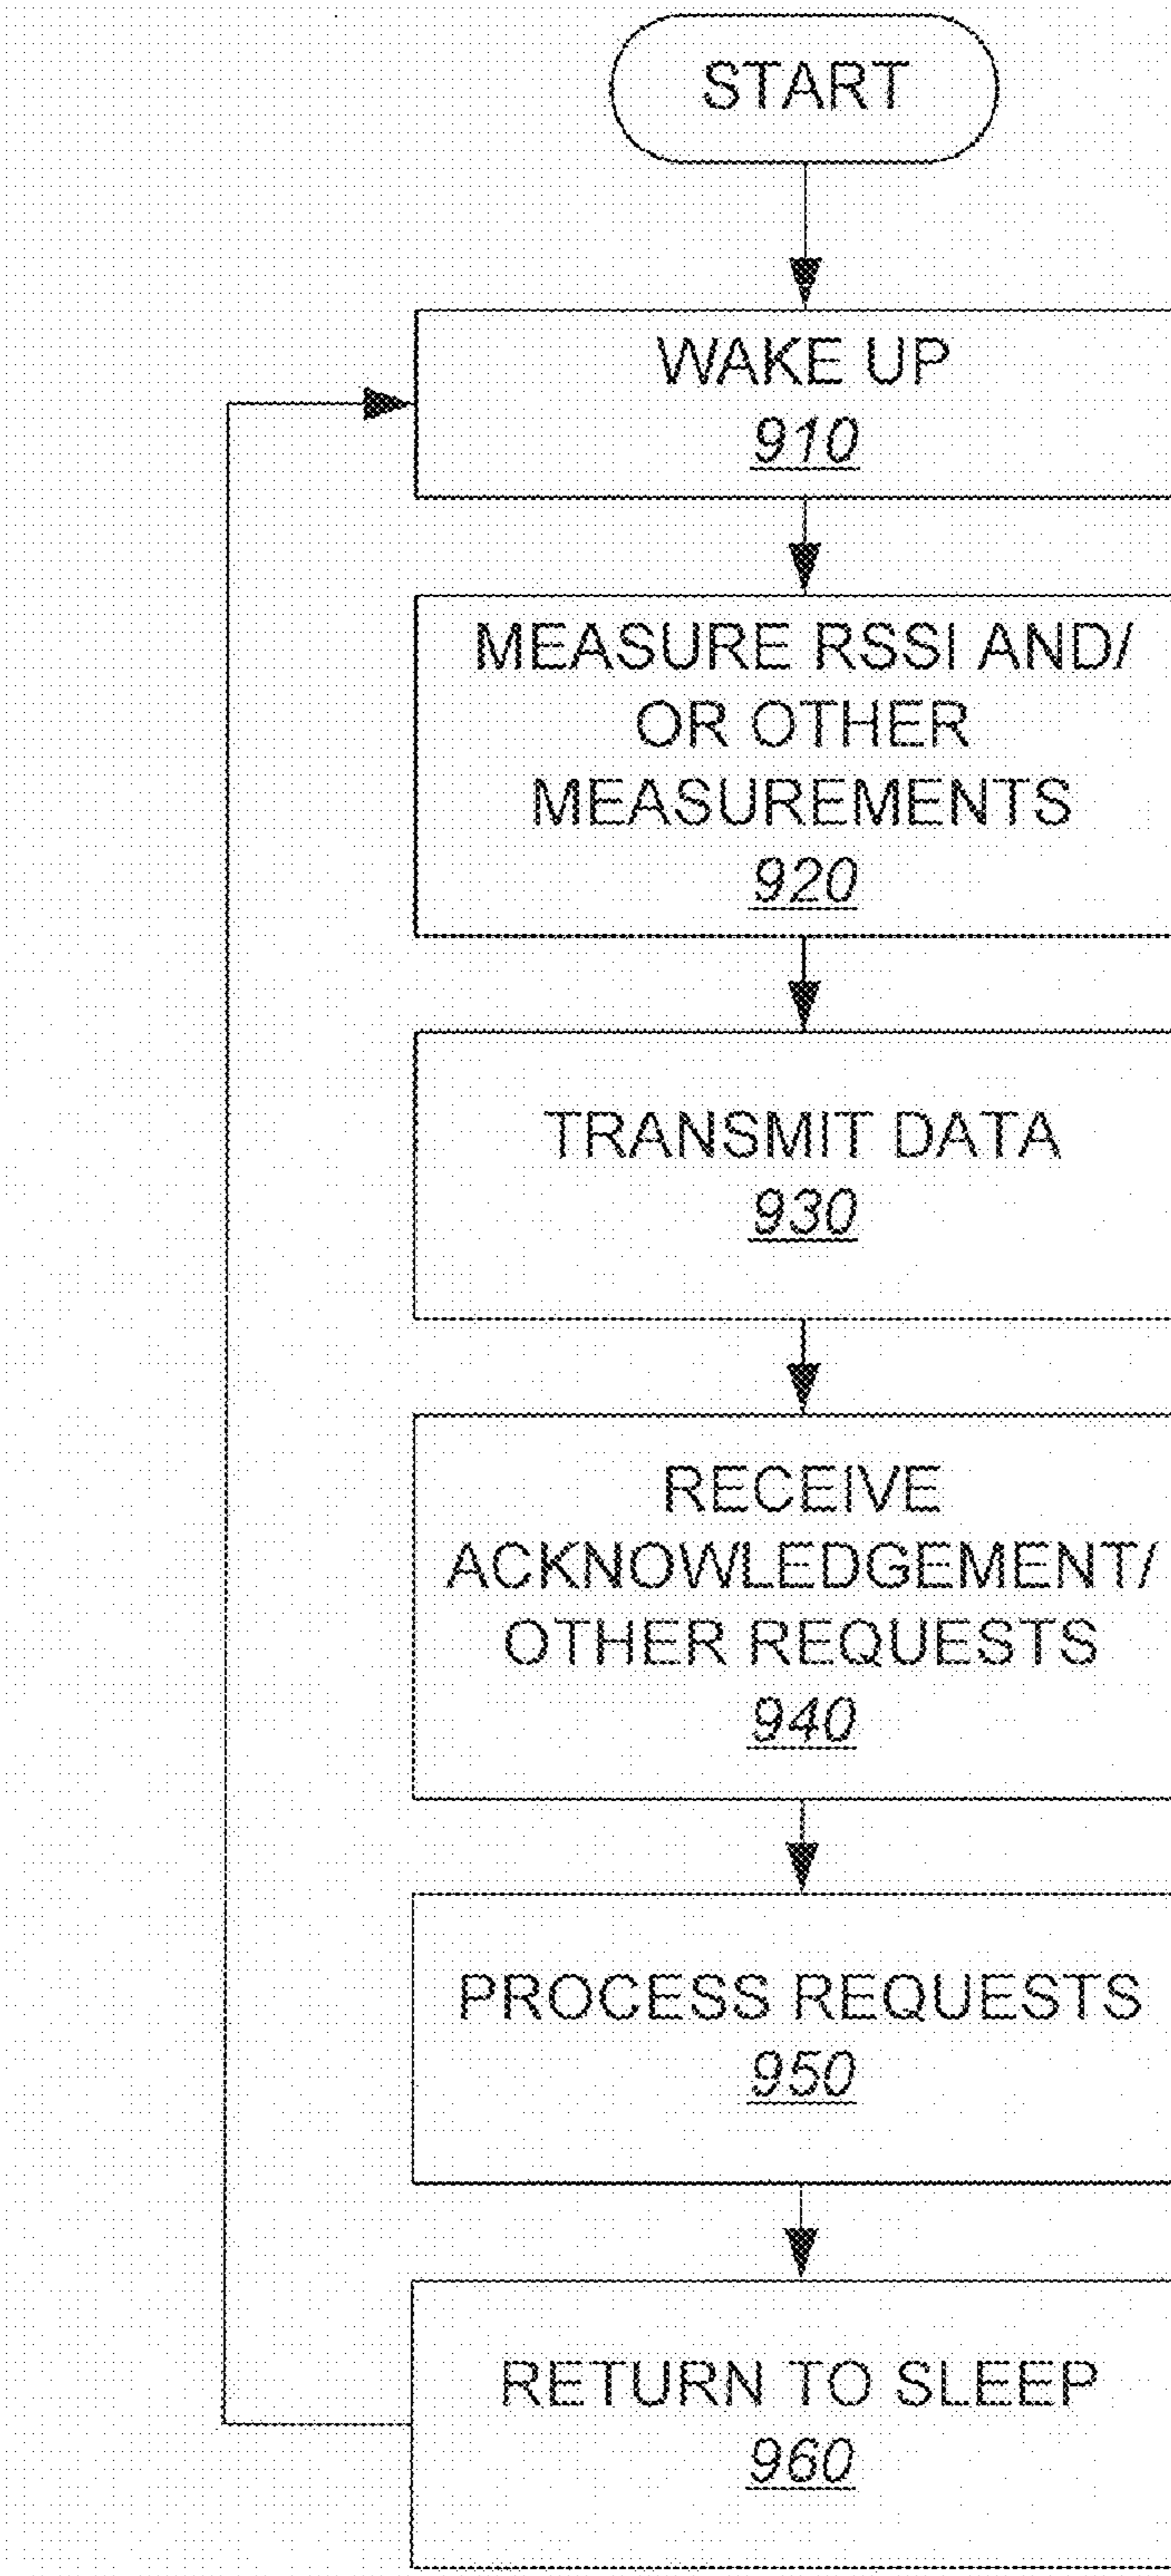 START
WAKE UP
910
MEASURE RSSI AND/
OR OTHER
MEASUREMENTS
920
TRANSMIT DATA
930
RECEIVE
ACKNOWLEDGEMENT/
OTHER REQUESTS
940
PROCESS REQUESTS
950
RETURN TO SLEEP
960